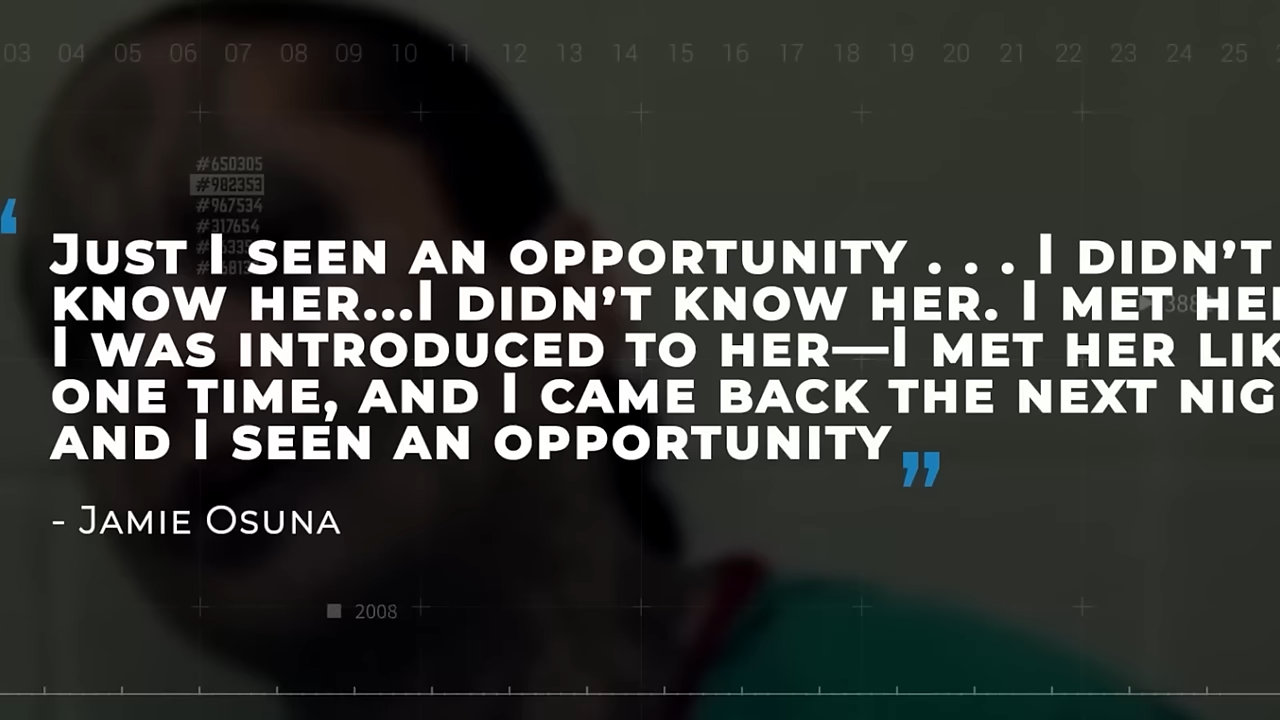 03 04 05 06 07 08 09 10 11 12 13 14 15 16 17 18 19 20 21 22 23 24 25
#650305
#982353
#967534
#317654
‘
Just I seen an opportunity . . . I didn’t
know her...I didn’t know her. I met
I was introduced to her—I met her
one time, and I came back the next
and I seen an opportunity ”
- Jamie Osuna
2008